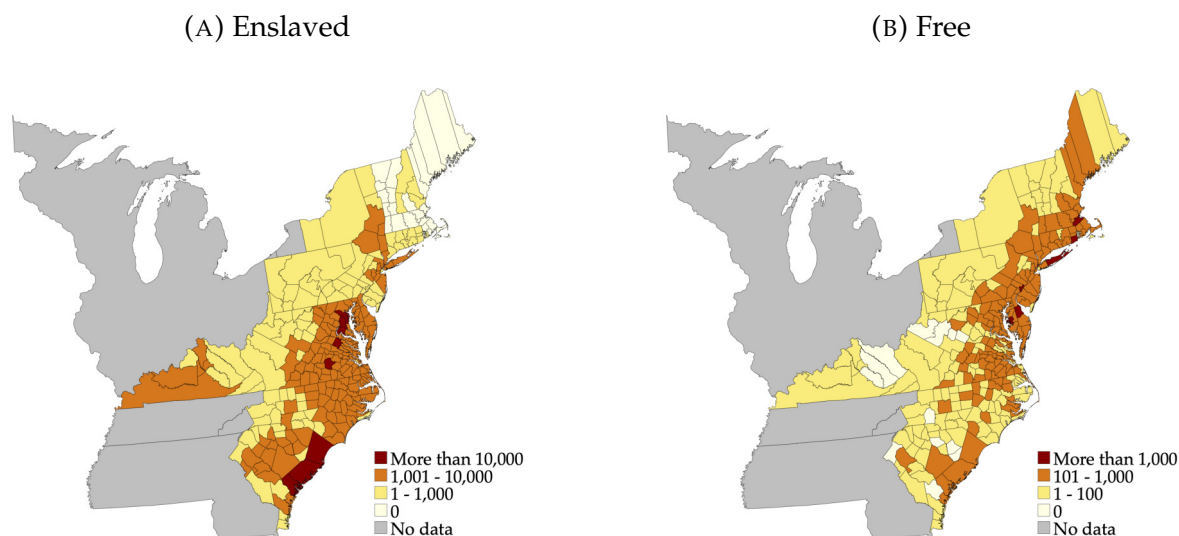 (A) Enslaved
(B) Free
More than 10,000
1,001 - 10,000
1 - 1,000
0
No data
More than 1,000
101 - 1,000
1 - 100
0
No data